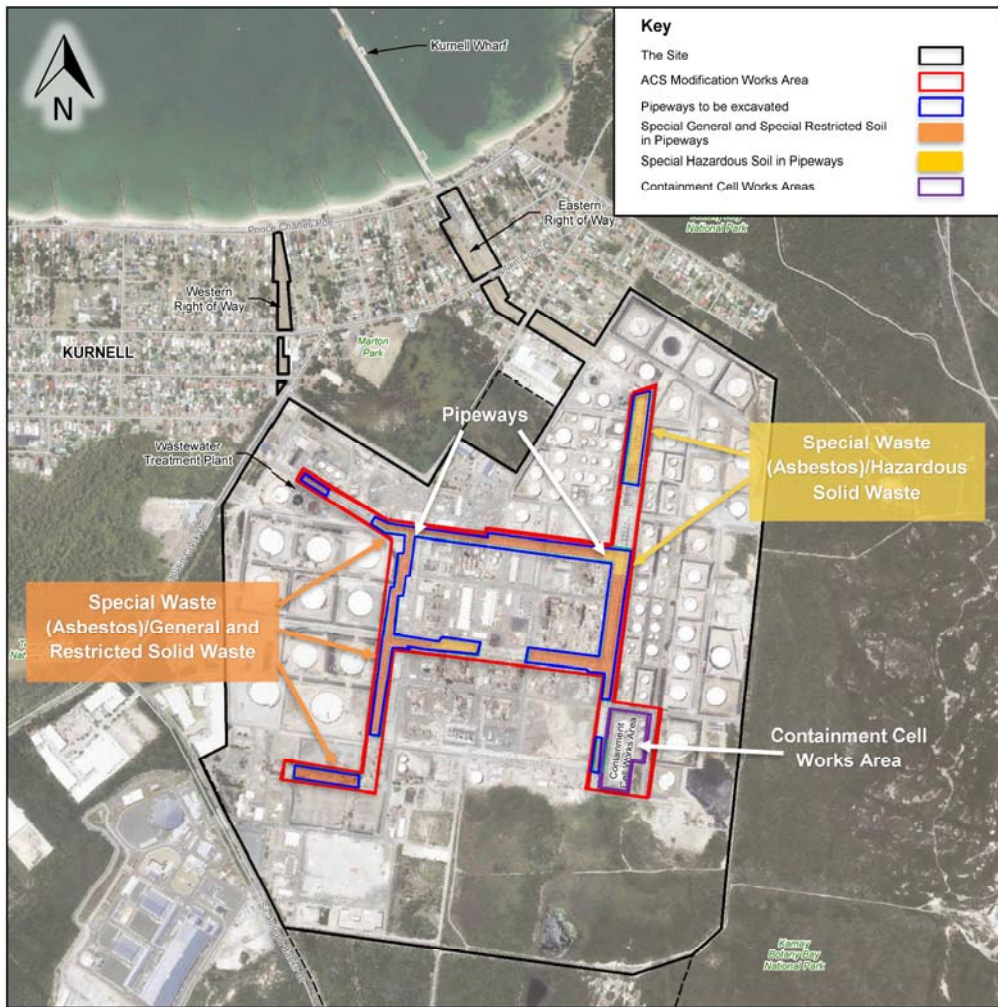 Kurnell Wharf
N
Key
The Site
ACS Modification Works Area
Pipeways to be excavated
Special General and Special Restricted Soil
in Pipeways
Special Hazardous Soil in Pipeways
Containment Cell Works Areas
National Park
Eastern
Right of Way
Western
Right of Way
KURNELL
Marton
Park
Pipeways
Wastewater
Treatment Plant
Special Waste
(Asbestos)/Hazardous
Solid Waste
Special Waste
(Asbestos)/General and
Restricted Solid Waste
Containment
Cell Works Area
Containment Cell
Works Area
Kamay
Botany Bay
National Park